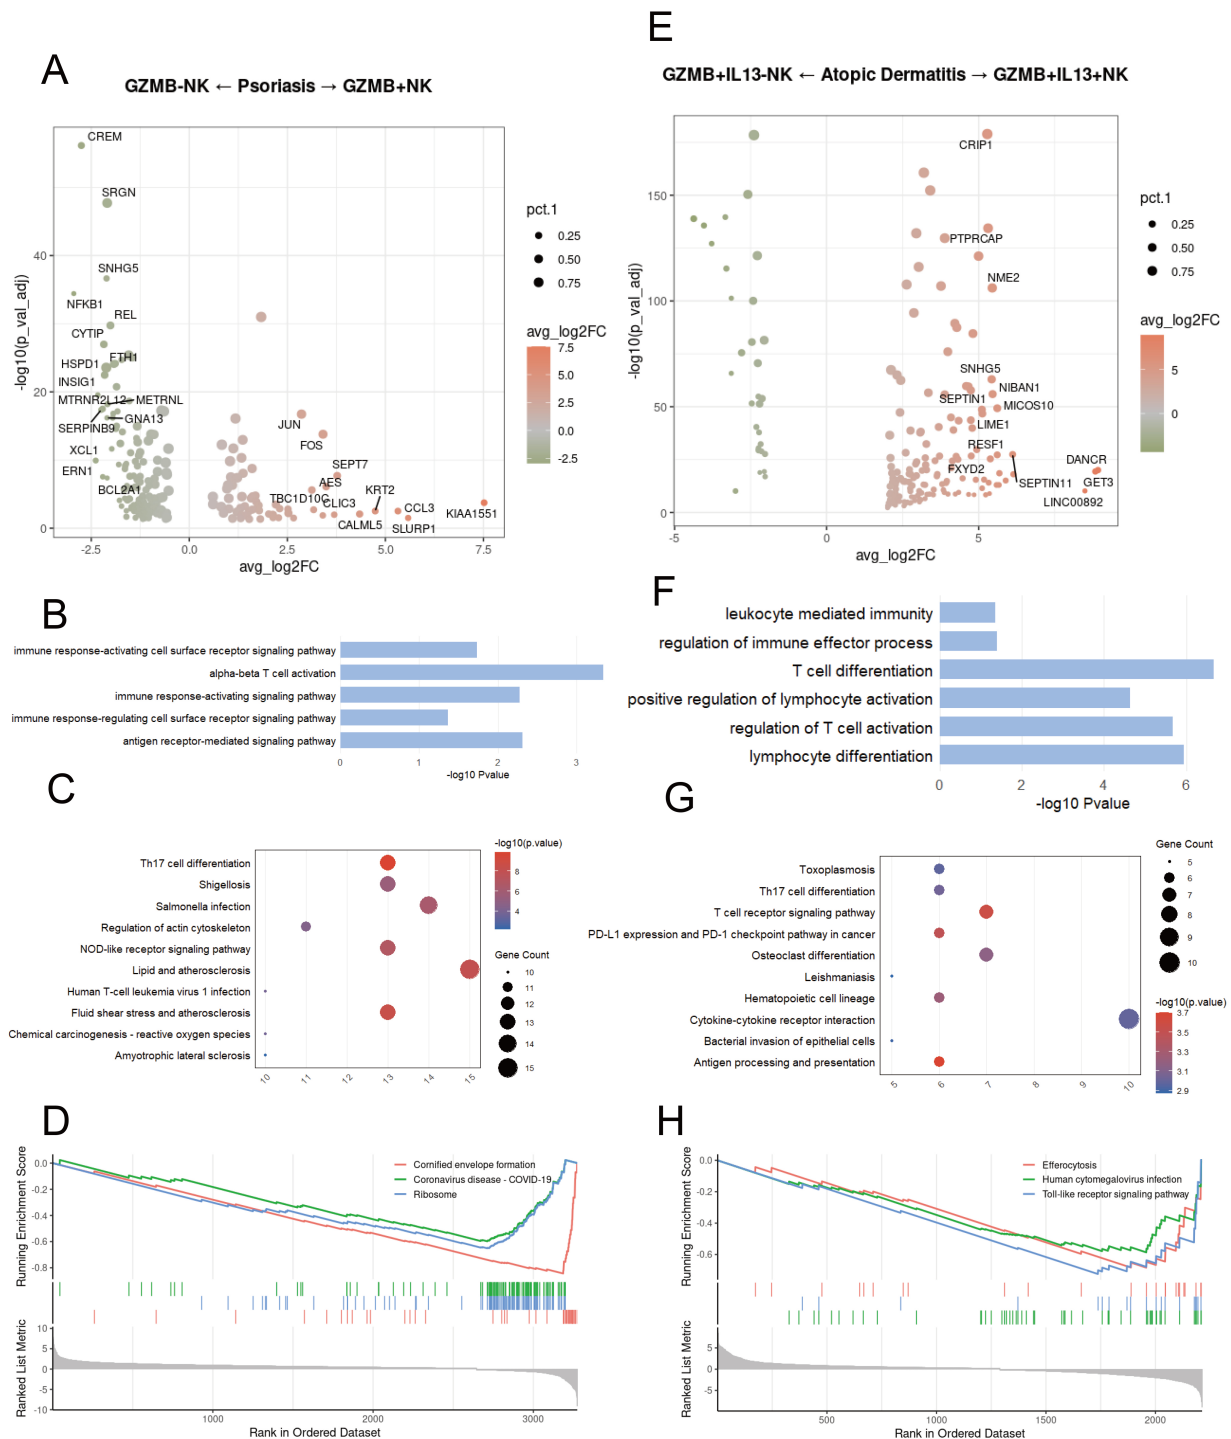 A
GZMB-NK ← Psoriasis → GZMB+NK
CREM
SRGN
SNHG5
NFKB1
REL
CYTIP
FTH1
HSPD1
INSIG1
MTRNR2L12
METRNL
GNA13
SERPINB9
XCL1
ERN1
BCL2A1
JUN
FOS
SEPT7
AES
TBC1D10C
CLIC3
KRT2
CALML5
CCL3
SLURP1
KIAA1551
40
20
0
-log10(p_val_adj)
-2.5
0.0
2.5
5.0
7.5
avg_log2FC
pct.1
0.25
0.50
0.75
avg_log2FC
7.5
5.0
2.5
0.0
-2.5
E
GZMB+IL13-NK ← Atopic Dermatitis → GZMB+IL13+NK
CRIP1
PTPRCAP
NME2
SNHG5
NIBAN1
SEPTIN1
MICOS10
LIME1
RESF1
FXYD2
SEPTIN11
DANCR
GET3
LINC00892
150
100
50
0
-log10(p_val_adj)
-5
0
5
avg_log2FC
pct.1
0.25
0.50
0.75
avg_log2FC
5
0
B
immune response-activating cell surface receptor signaling pathway
alpha-beta T cell activation
immune response-activating signaling pathway
immune response-regulating cell surface receptor signaling pathway
antigen receptor-mediated signaling pathway
0
1
2
3
-log10 Pvalue
F
leukocyte mediated immunity
regulation of immune effector process
T cell differentiation
positive regulation of lymphocyte activation
regulation of T cell activation
lymphocyte differentiation
0
2
4
6
-log10 Pvalue
C
Th17 cell differentiation
Shigellosis
Salmonella infection
Regulation of actin cytoskeleton
NOD-like receptor signaling pathway
Lipid and atherosclerosis
Human T-cell leukemia virus 1 infection
Fluid shear stress and atherosclerosis
Chemical carcinogenesis - reactive oxygen species
Amyotrophic lateral sclerosis
10
11
12
13
14
15
-log10(p.value)
8
6
4
Gene Count
10
11
12
13
14
15
G
Toxoplasmosis
Th17 cell differentiation
T cell receptor signaling pathway
PD-L1 expression and PD-1 checkpoint pathway in cancer
Osteoclast differentiation
Leishmaniasis
Hematopoietic cell lineage
Cytokine-cytokine receptor interaction
Bacterial invasion of epithelial cells
Antigen processing and presentation
5
6
7
8
9
10
Gene Count
5
6
7
8
9
10
-log10(p.value)
3.7
3.5
3.3
3.1
2.9
D
Running Enrichment Score
0.0
-0.2
-0.4
-0.6
-0.8
Cornified envelope formation
Coronavirus disease - COVID-19
Ribosome
Ranked List Metric
10
5
0
-5
-10
1000
2000
3000
Rank in Ordered Dataset
H
Running Enrichment Score
0.0
-0.2
-0.4
-0.6
Efferocytosis
Human cytomegalovirus infection
Toll-like receptor signaling pathway
Ranked List Metric
5
0
-5
500
1000
1500
2000
Rank in Ordered Dataset